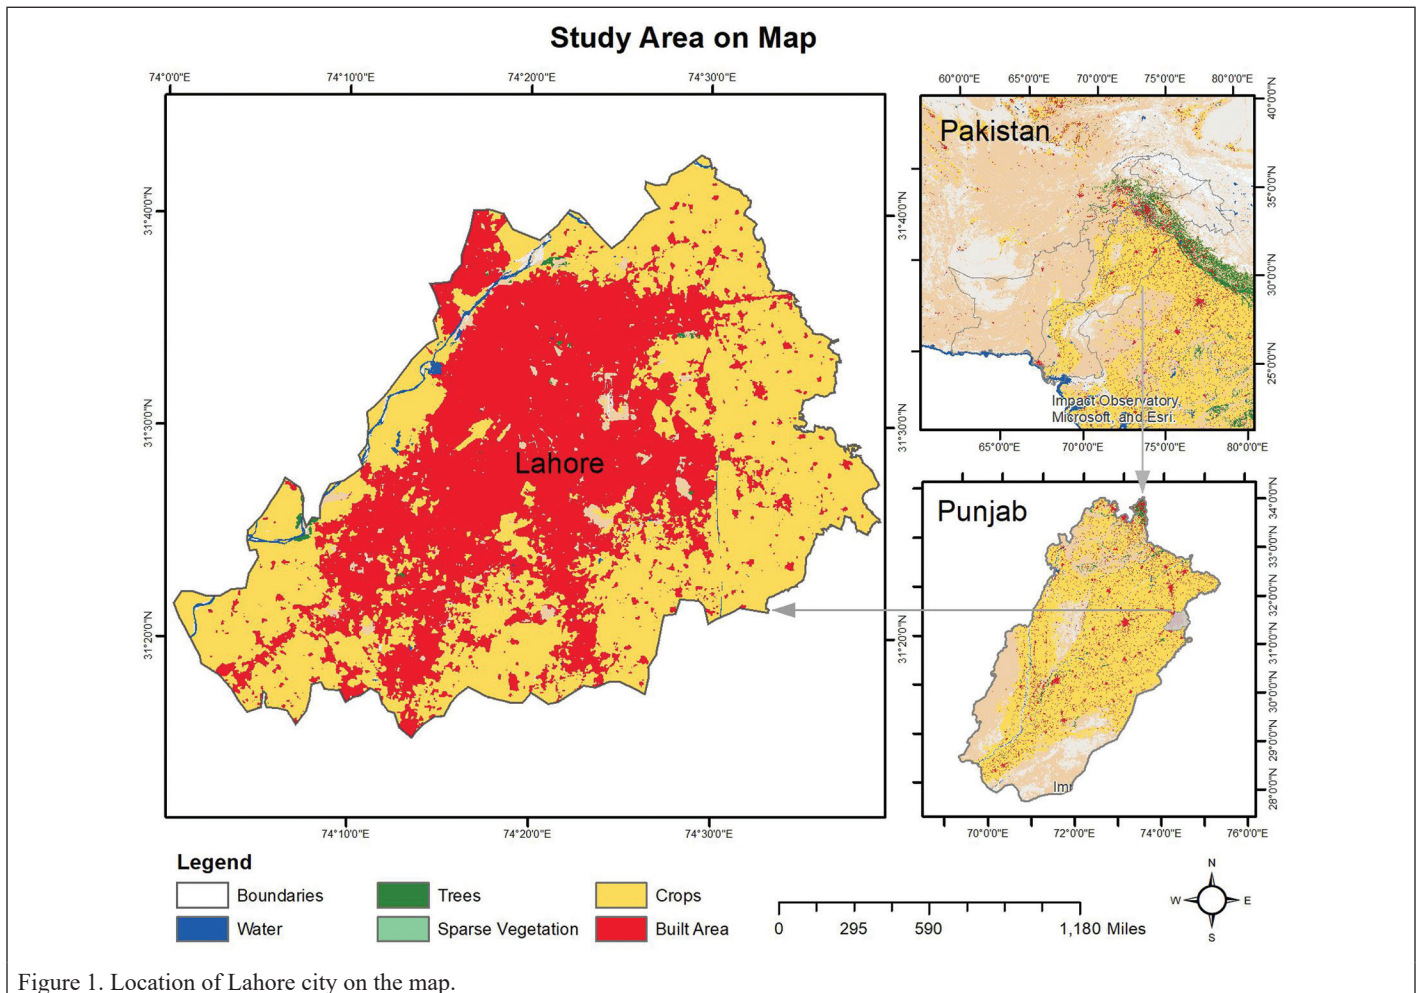 Study Area on Map
74°0'0"E
74°10'0"E
74°20'0"E
74°30'0"E
31°40'0"N
31°30'0"N
31°20'0"N
Lahore
31°40'0"N
31°30'0"N
31°20'0"N
74°10'0"E
74°20'0"E
74°30'0"E
60°0'0"E
65°0'0"E
70°0'0"E
75°0'0"E
80°0'0"E
Pakistan
40°0'0"N
35°0'0"N
30°0'0"N
25°0'0"N
Impact Observatory,
Microsoft, and Esri
65°0'0"E
70°0'0"E
75°0'0"E
80°0'0"E
Punjab
34°0'0"N
33°0'0"N
32°0'0"N
31°0'0"N
30°0'0"N
29°0'0"N
28°0'0"N
Im
70°0'0"E
72°0'0"E
74°0'0"E
76°0'0"E
Legend
Boundaries
Trees
Crops
Water
Sparse Vegetation
Built Area
0
295
590
1,180 Miles
N
W
E
S
Figure 1. Location of Lahore city on the map.